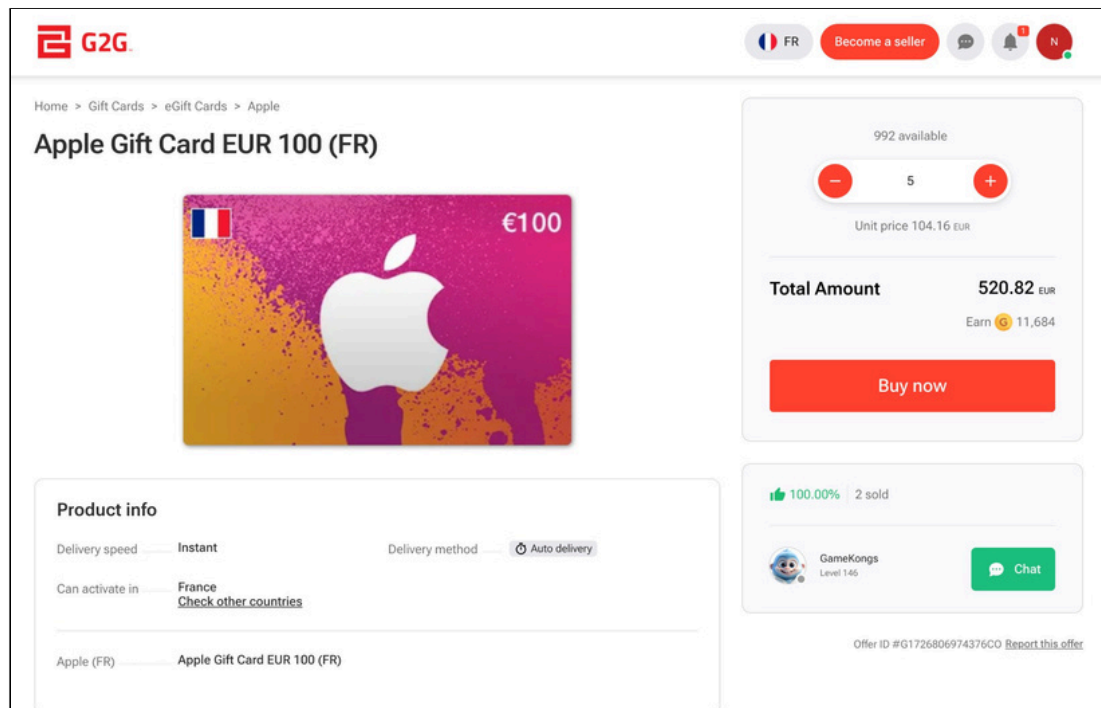 G2G.
FR
Become a seller
1
N
Home > Gift Cards > eGift Cards > Apple
Apple Gift Card EUR 100 (FR)
€100
992 available
− 5 +
Unit price 104.16 EUR
Total Amount 520.82 EUR
Earn G 11,684
Buy now
Product info
Delivery speed Instant
Delivery method Auto delivery
Can activate in France
Check other countries
Apple (FR) Apple Gift Card EUR 100 (FR)
100.00% 2 sold
GameKongs
Level 146
Chat
Offer ID #G1726806974376CO Report this offer